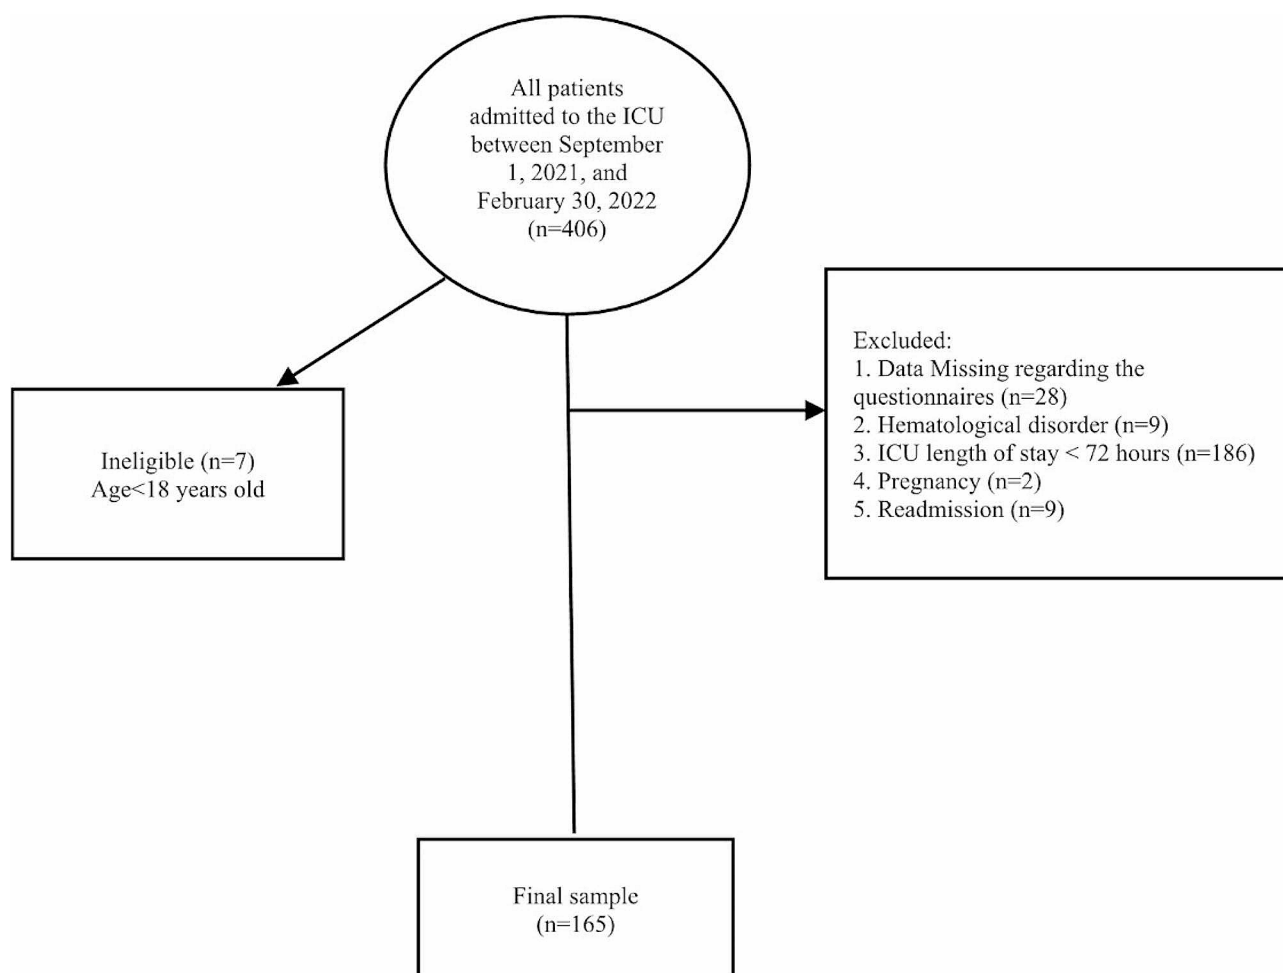 All patients
admitted to the ICU
between September
1, 2021, and
February 30, 2022
(n=406)
Ineligible (n=7)
Age<18 years old
Excluded:
1. Data Missing regarding the
questionnaires (n=28)
2. Hematological disorder (n=9)
3. ICU length of stay < 72 hours (n=186)
4. Pregnancy (n=2)
5. Readmission (n=9)
Final sample
(n=165)